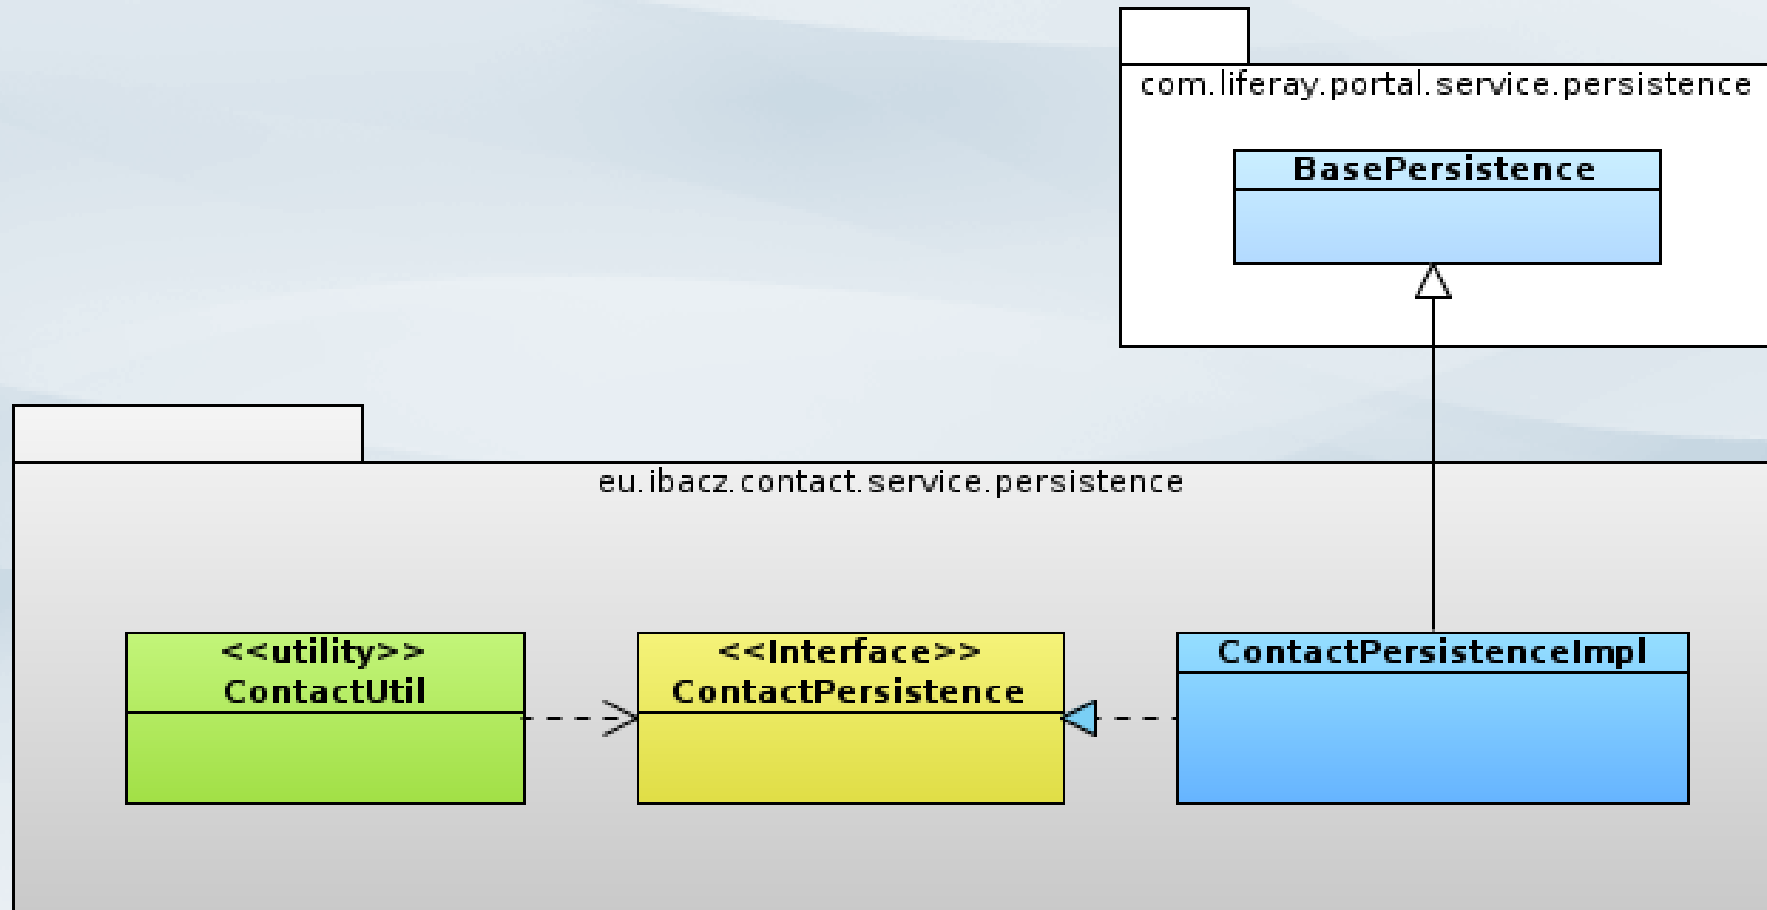 com.liferay.portal.service.persistence
BasePersistence
eu.ibacz.contact.service.persistence
<<utility>>
ContactUtil
<<Interface>>
ContactPersistence
ContactPersistenceImpl